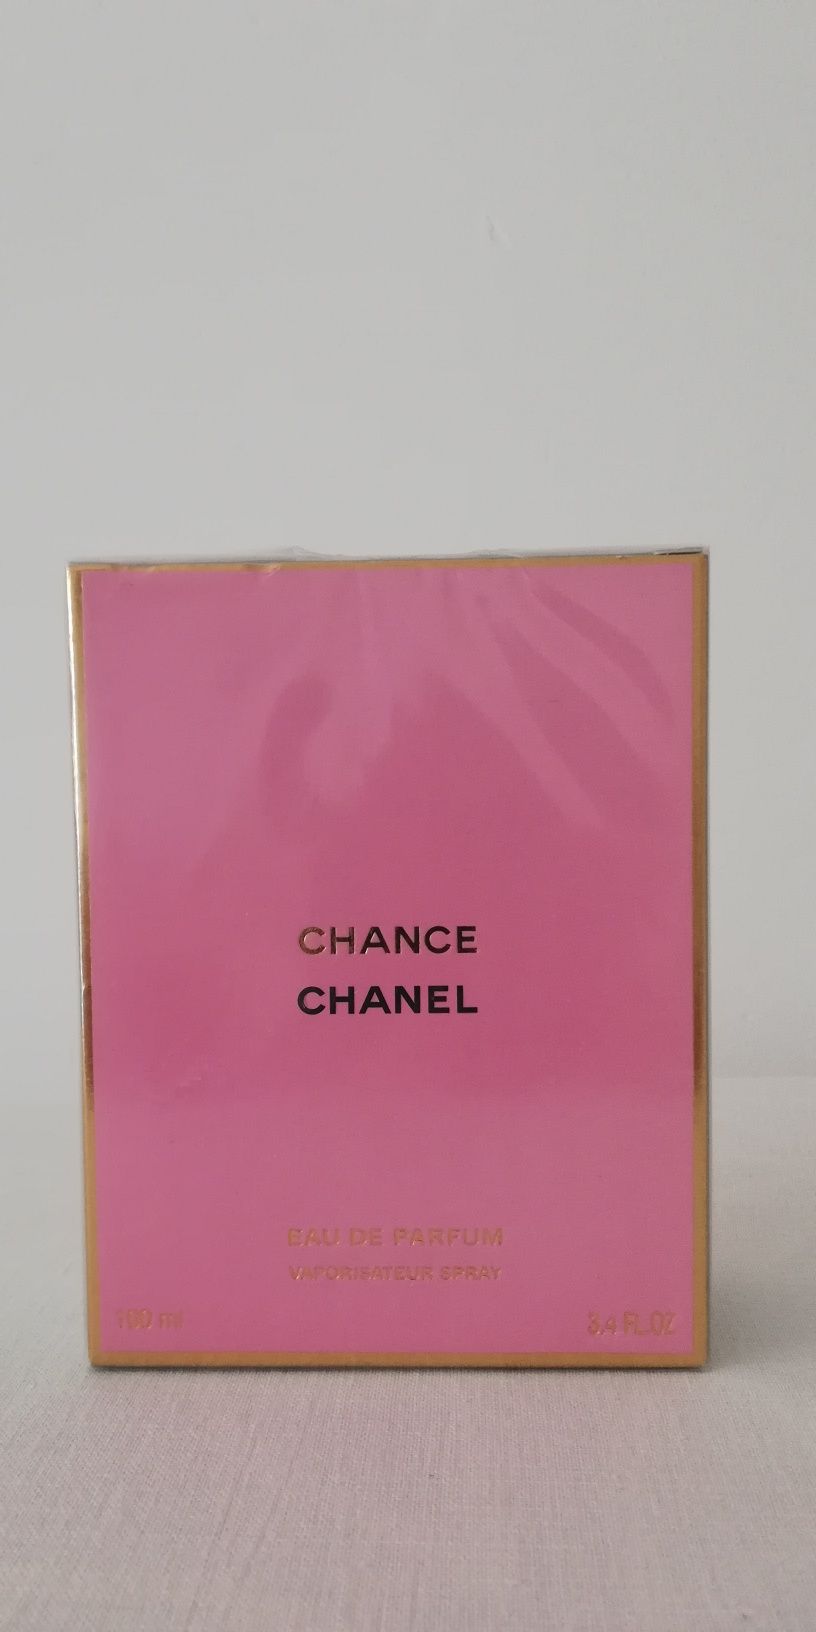 CHANCE
CHANEL
EAU DE PARFUM
VAPORISATEUR SPRAY
100 ml
3.4 FL.OZ